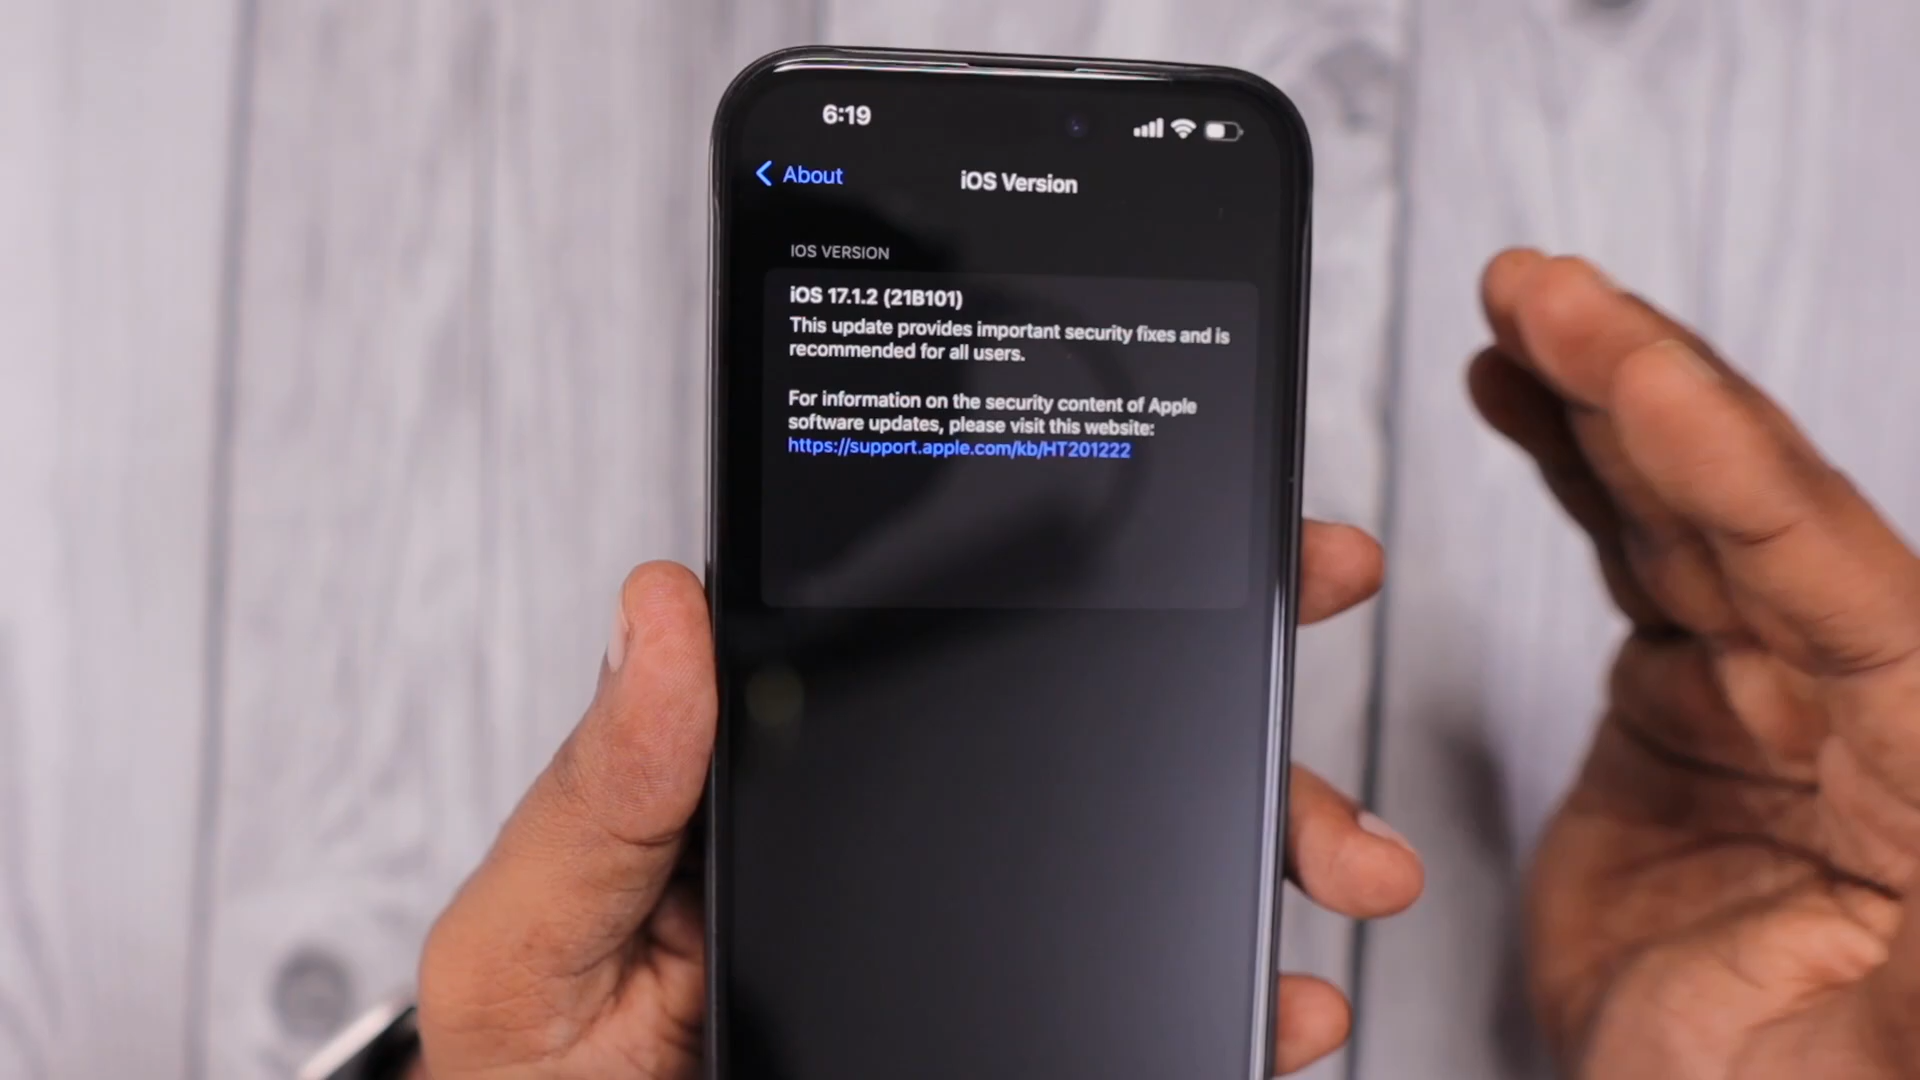 6:19
About
iOS Version
IOS VERSION
iOS 17.1.2 (21B101)
This update provides important security fixes and is
recommended for all users.
For information on the security content of Apple
software updates, please visit this website:
https://support.apple.com/kb/HT201222